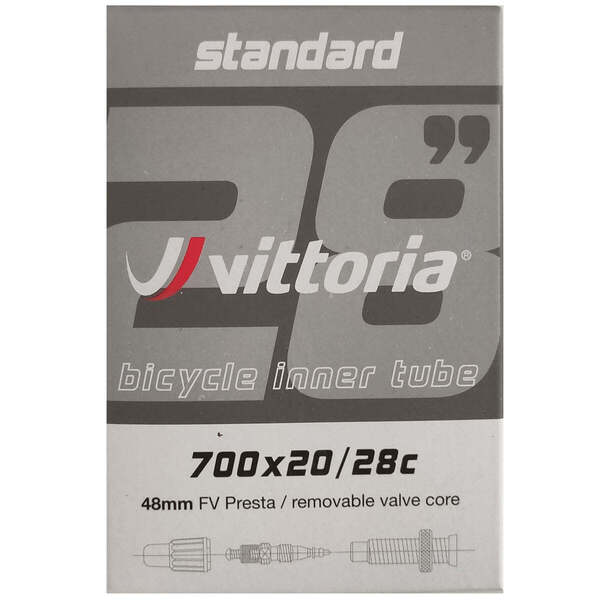 standard
28”
vittoria®
bicycle inner tube
700x20/28c
48mm FV Presta / removable valve core